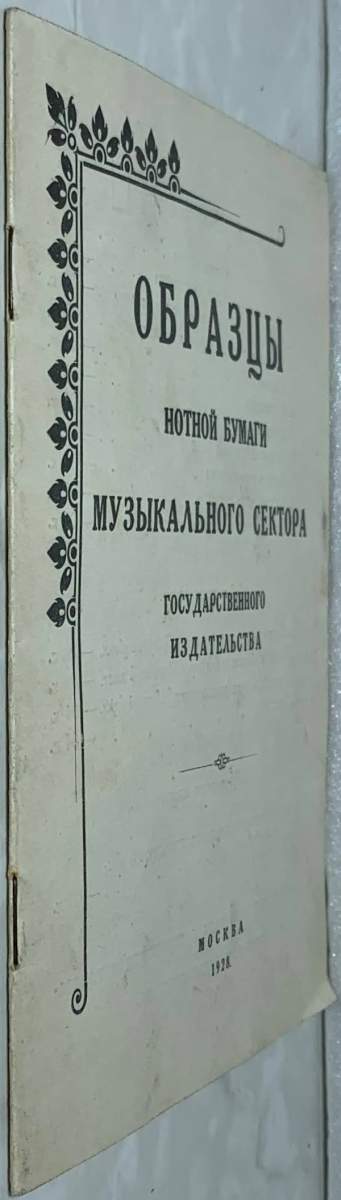 ОБРАЗЦЫ
НОТНОЙ БУМАГИ
МУЗЫКАЛЬНОГО СЕКТОРА
ГОСУДАРСТВЕННОГО
ИЗДАТЕЛЬСТВА
МОСКВА
1928.